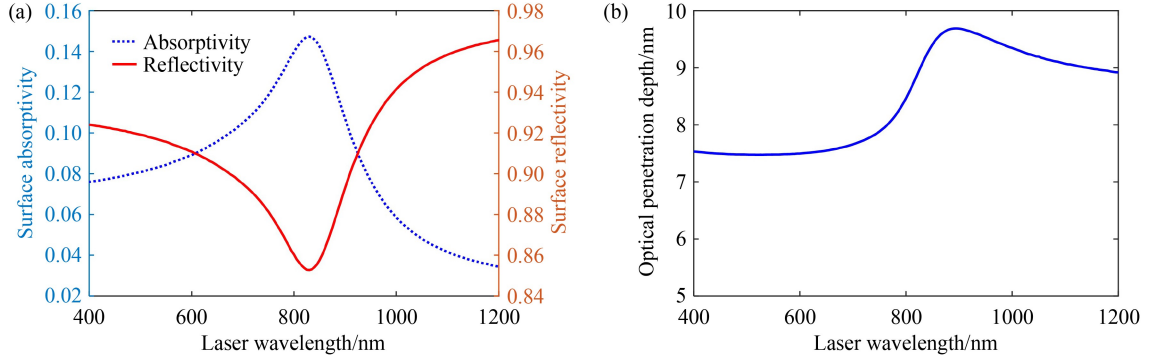 (a)
0.16
0.14
0.12
0.10
0.08
0.06
0.04
0.02
Surface absorptivity
Absorptivity
Reflectivity
0.98
0.96
0.94
0.92
0.90
0.88
0.86
0.84
Surface reflectivity
400 600 800 1000 1200
Laser wavelength/nm
(b)
10
9
8
7
6
5
Optical penetration depth/nm
400 600 800 1000 1200
Laser wavelength/nm